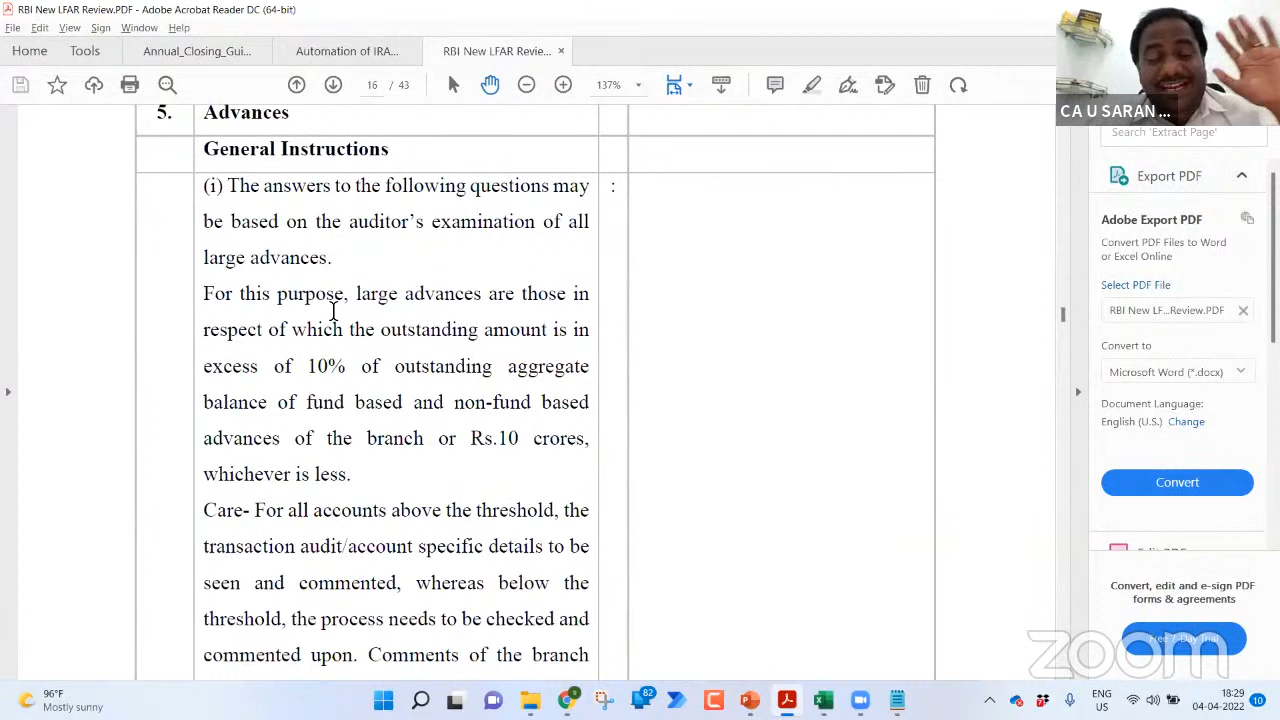 RBI New LFAR Review.PDF - Adobe Acrobat Reader DC (64-bit)
File Edit View Sign Window Help
Home Tools Annual_Closing_Gui... Automation of IRA... RBI New LFAR Revie... ×
16 / 43 137%
CA U SARAN ...
5. Advances
General Instructions
(i) The answers to the following questions may :
be based on the auditor's examination of all
large advances.
For this purpose, large advances are those in
respect of which the outstanding amount is in
excess of 10% of outstanding aggregate
balance of fund based and non-fund based
advances of the branch or Rs.10 crores,
whichever is less.
Care- For all accounts above the threshold, the
transaction audit/account specific details to be
seen and commented, whereas below the
threshold, the process needs to be checked and
commented upon. Comments of the branch
Search 'Extract Page'
Export PDF
Adobe Export PDF
Convert PDF Files to Word
or Excel Online
Select PDF File
RBI New LF...Review.PDF
Convert to
Microsoft Word (*.docx)
Document Language:
English (U.S.) Change
Convert
Edit PDF
Convert, edit and e-sign PDF
forms & agreements
Free 7-Day Trial
zoom
96°F
Mostly sunny
82
ENG
US
18:29
04-04-2022
10